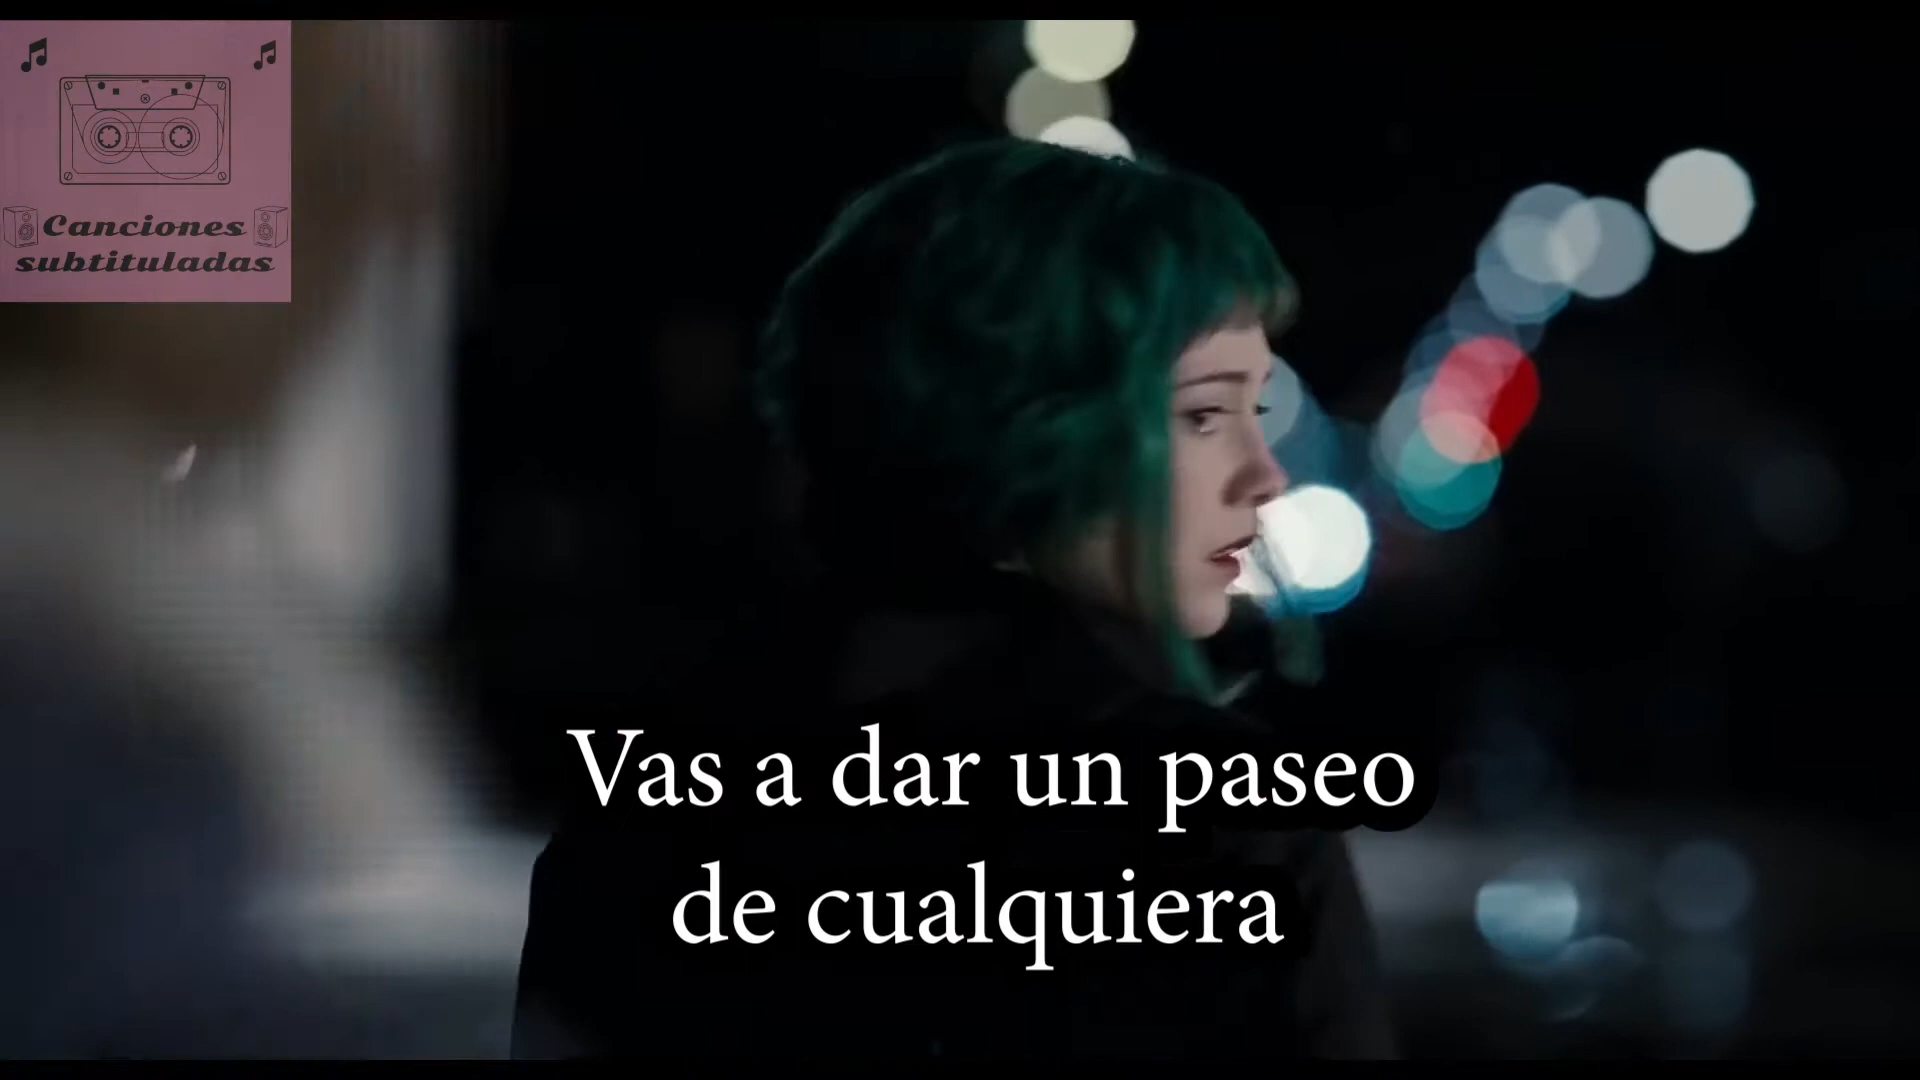 Canciones
subtituladas
Vas a dar un paseo
de cualquiera